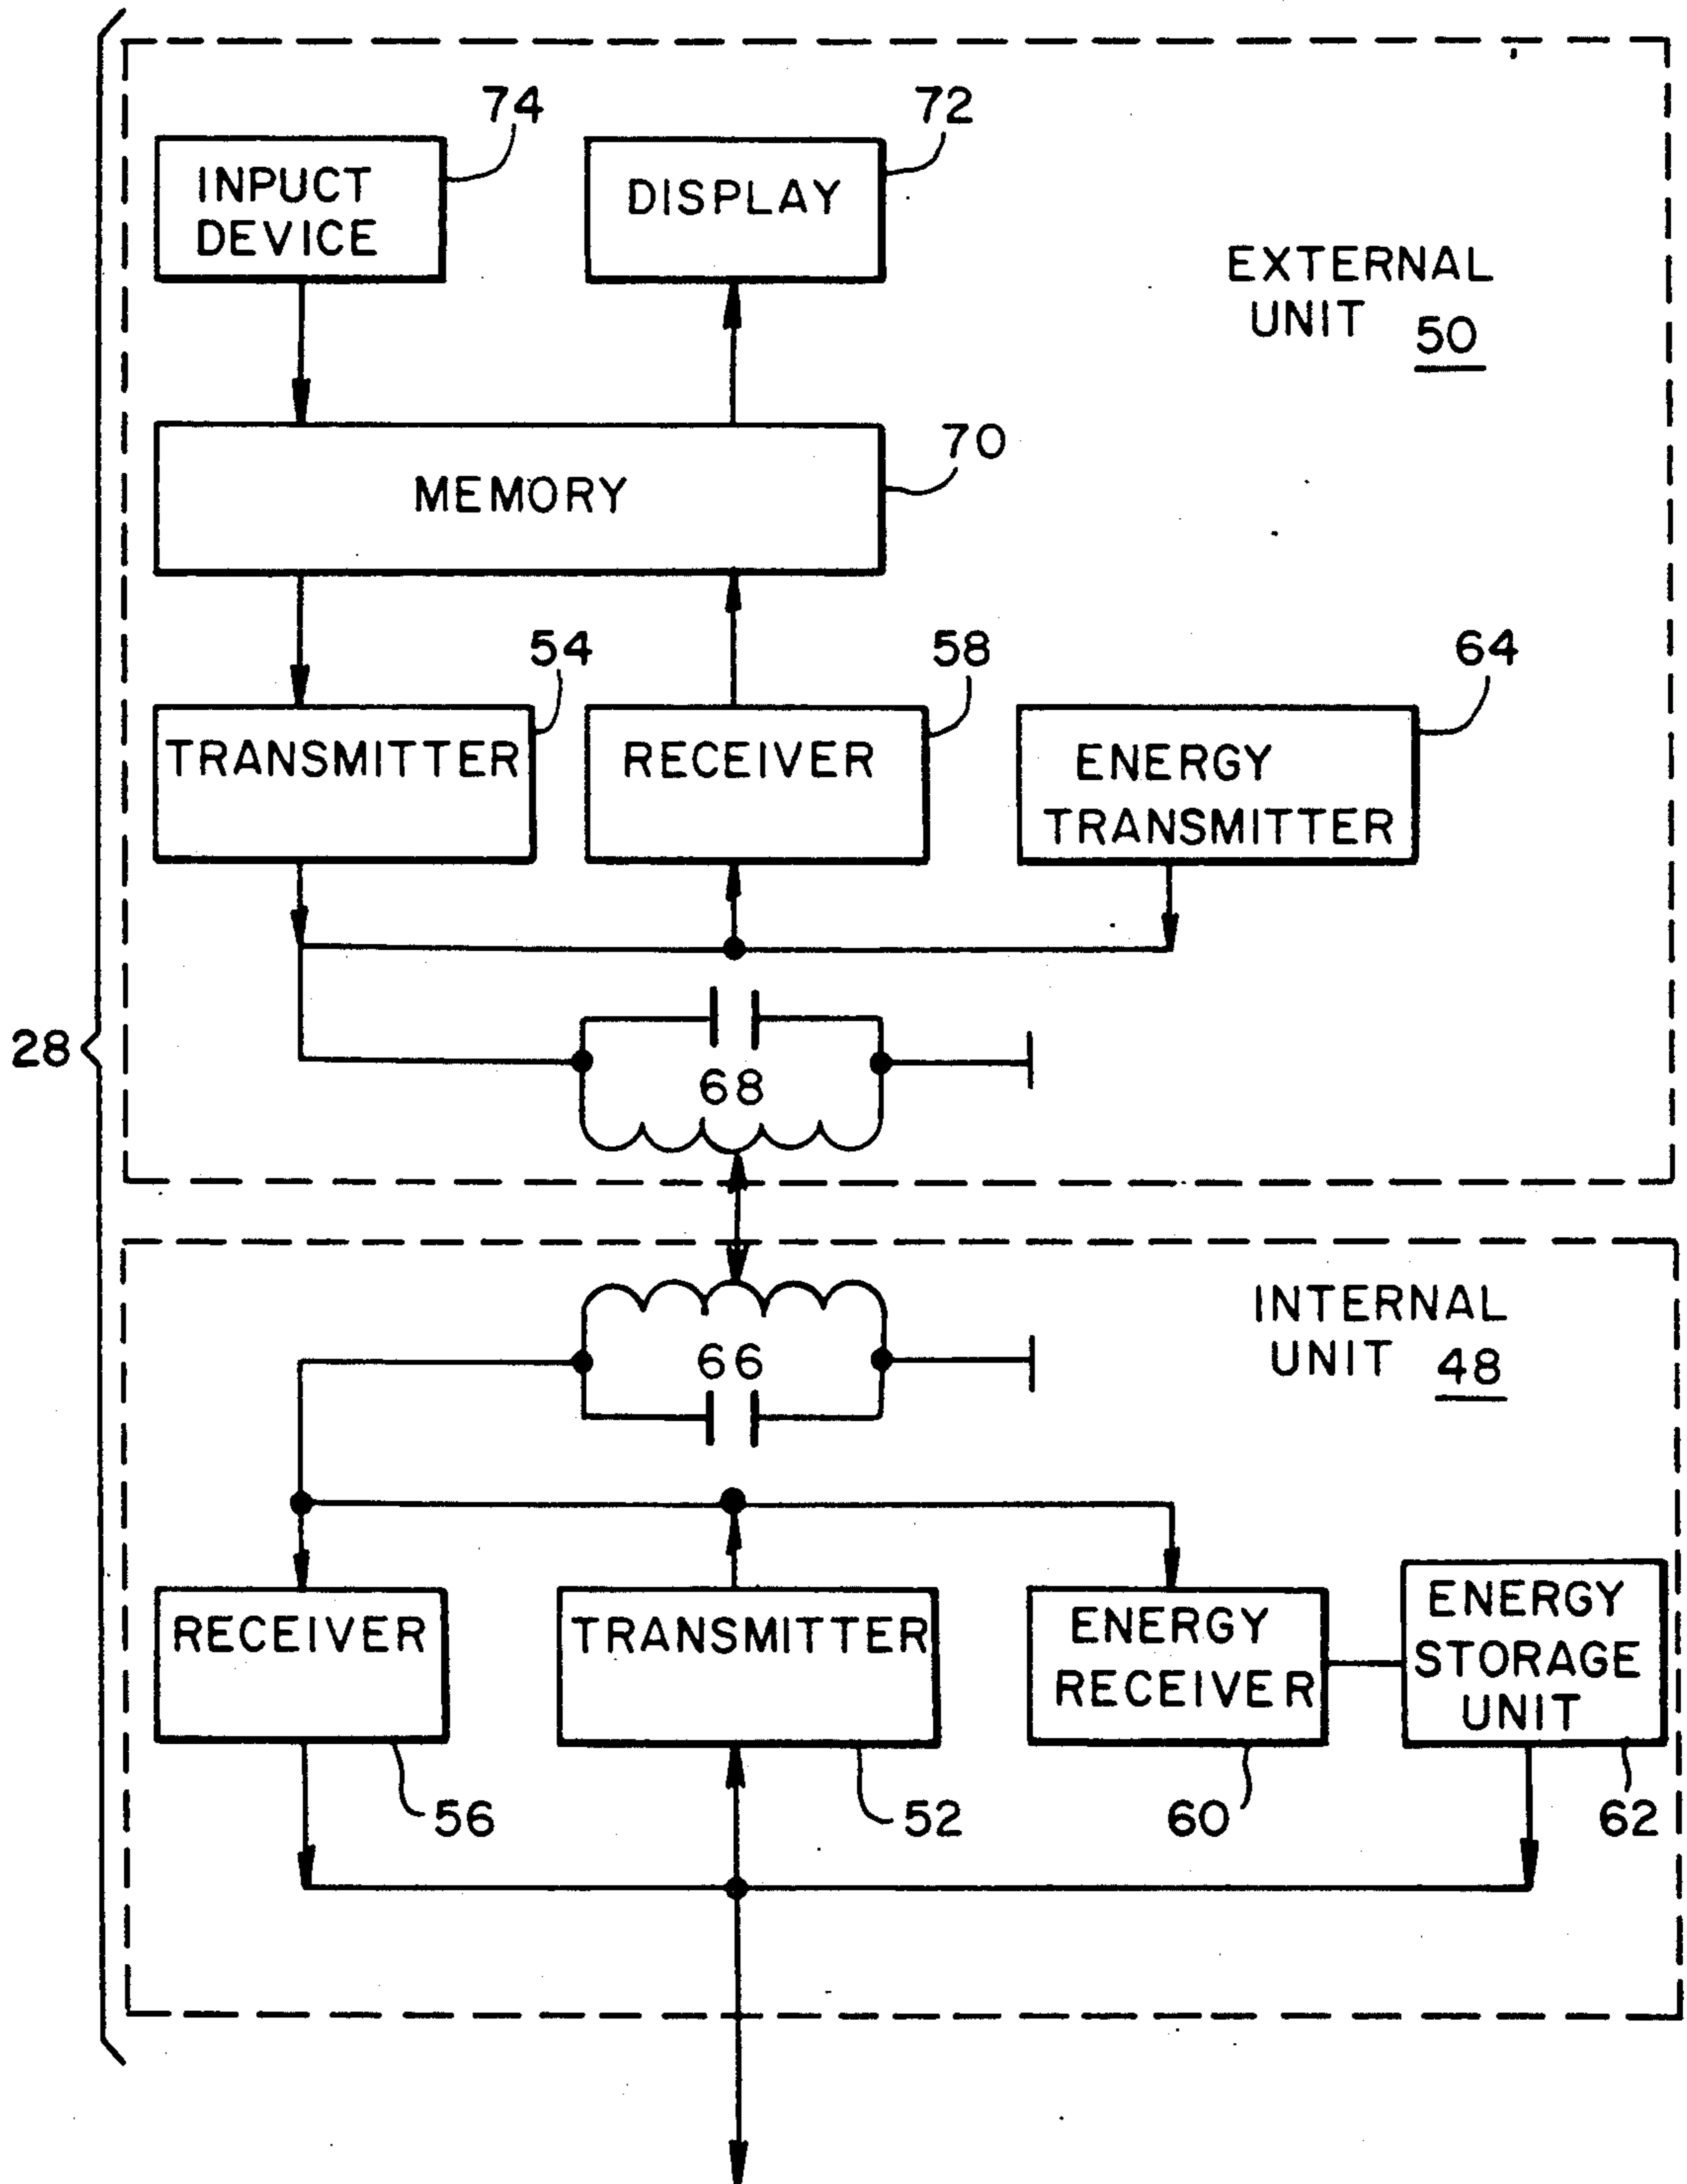 74
72
INPUCT
DEVICE
DISPLAY
EXTERNAL
UNIT 50
70
MEMORY
54
58
64
TRANSMITTER
RECEIVER
ENERGY
TRANSMITTER
28
68
INTERNAL
UNIT 48
66
RECEIVER
TRANSMITTER
ENERGY
RECEIVER
ENERGY
STORAGE
UNIT
56
52
60
62